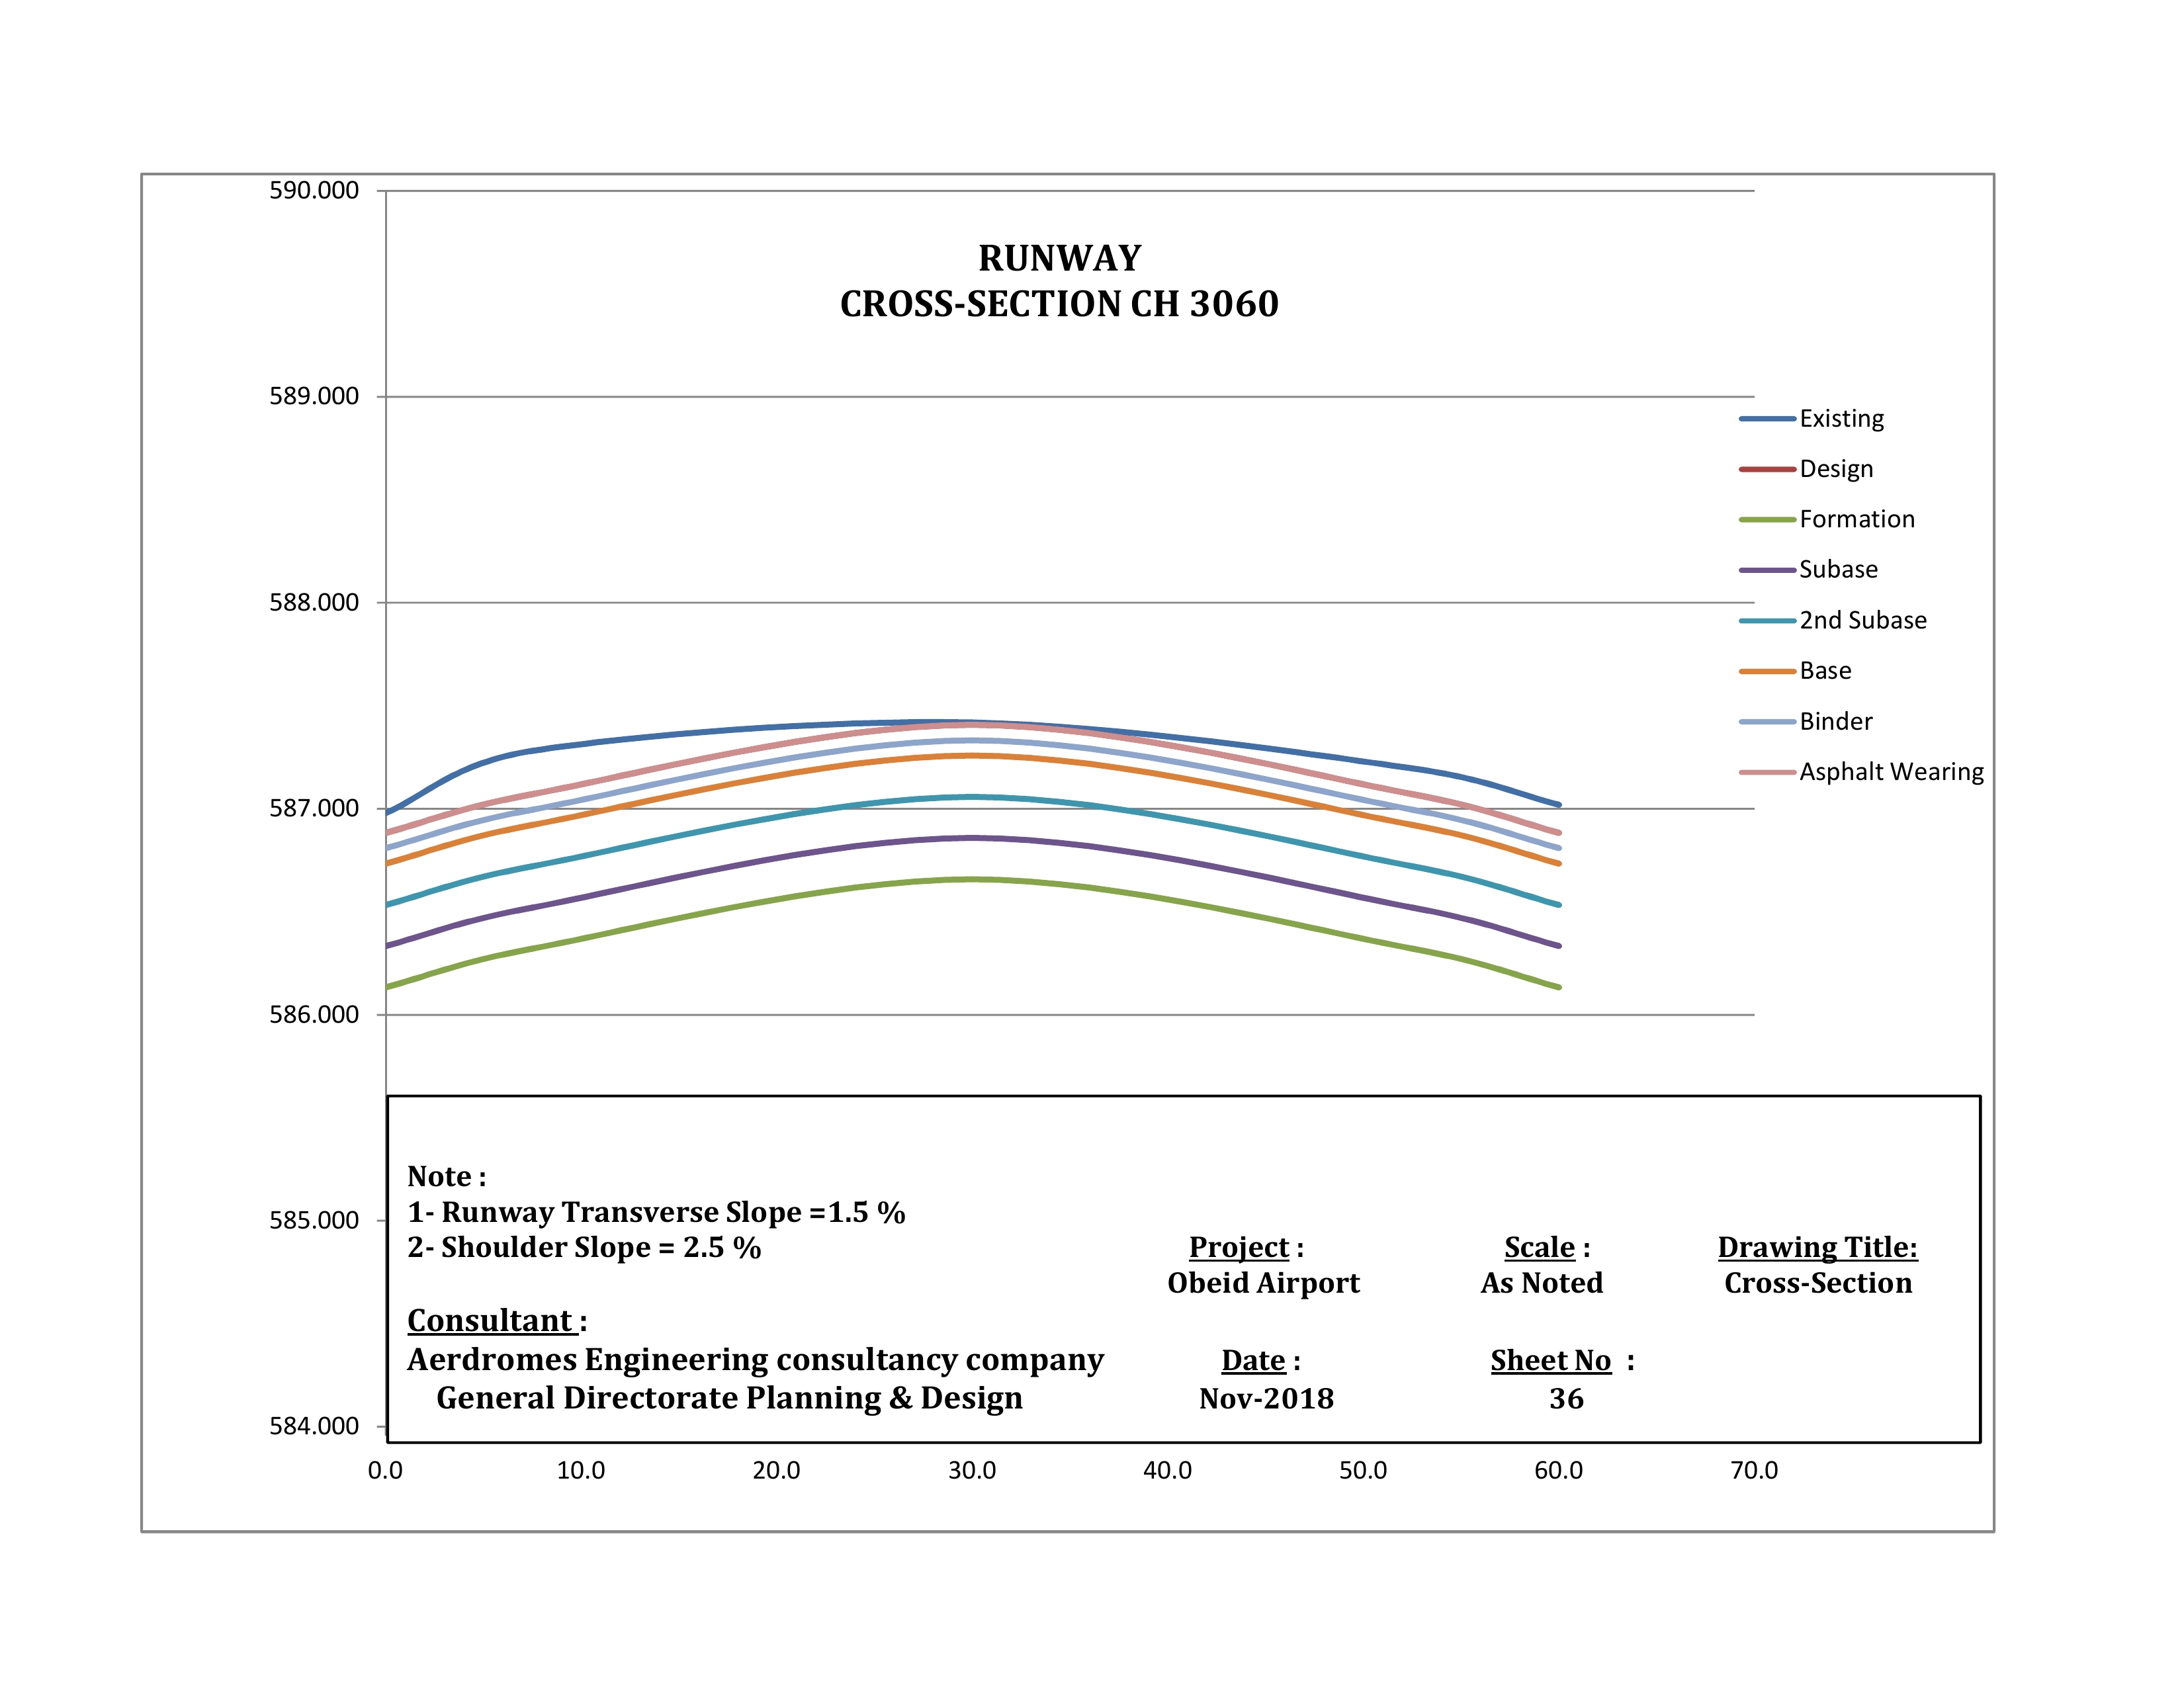 RUNWAY
CROSS-SECTION CH 3060
590.000
589.000
588.000
587.000
586.000
585.000
584.000
0.0 10.0 20.0 30.0 40.0 50.0 60.0 70.0
Existing
Design
Formation
Subase
2nd Subase
Base
Binder
Asphalt Wearing
Note :
1- Runway Transverse Slope =1.5 %
2- Shoulder Slope = 2.5 %
Consultant :
Aerdromes Engineering consultancy company
General Directorate Planning & Design
Project :
Obeid Airport
Date :
Nov-2018
Scale :
As Noted
Sheet No :
36
Drawing Title:
Cross-Section